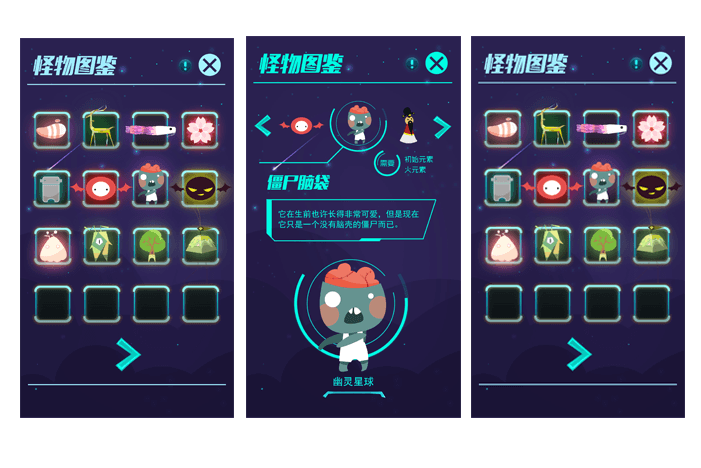 怪物图鉴
!
怪物图鉴
!
需要
初始元素
火元素
僵尸脑袋
它在生前也许长得非常可爱，但是现在
它只是一个没有脑壳的僵尸而已。
幽灵星球
怪物图鉴
!